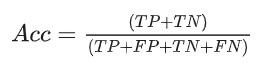 Acc = (TP+TN) / (TP+FP+TN+FN)